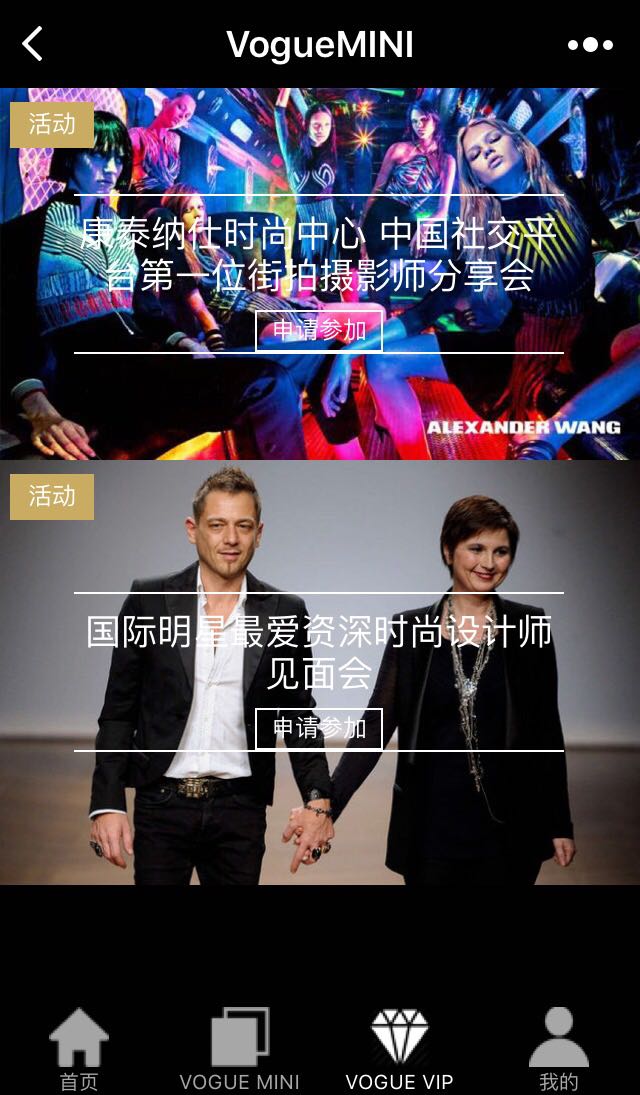 VogueMINI
活动
康泰纳仕时尚中心 中国社交平
台第一位街拍摄影师分享会
申请参加
ALEXANDER WANG
活动
国际明星最爱资深时尚设计师
见面会
申请参加
首页
VOGUE MINI
VOGUE VIP
我的